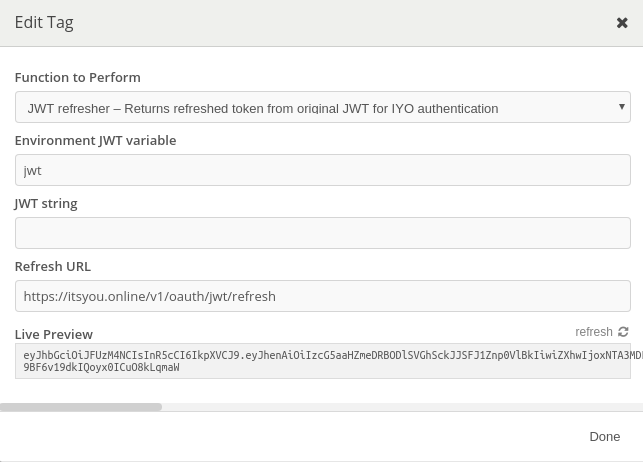 Edit Tag
Function to Perform
JWT refresher – Returns refreshed token from original JWT for IYO authentication
Environment JWT variable
jwt
JWT string
Refresh URL
https://itsyou.online/v1/oauth/jwt/refresh
Live Preview
refresh
eyJhbGciOiJFUzM4NCIsInR5cCI6IkpXVCJ9.eyJhenAiOiIzcG5aaHZmeDRBODlSVGhSckJJSFJ1Znp0VlBkIiwiZXhwIjoxNTA3MD
9BF6v19dkIQoyx0ICuO8kLqmaW
Done